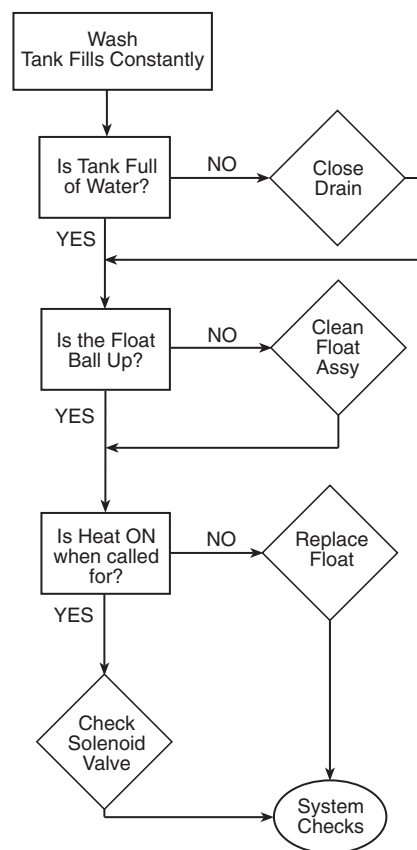 Wash
Tank Fills Constantly
Is Tank Full
of Water?
NO
Close
Drain
YES
Is the Float
Ball Up?
NO
Clean
Float
Assy
YES
Is Heat ON
when called
for?
NO
Replace
Float
YES
Check
Solenoid
Valve
System
Checks